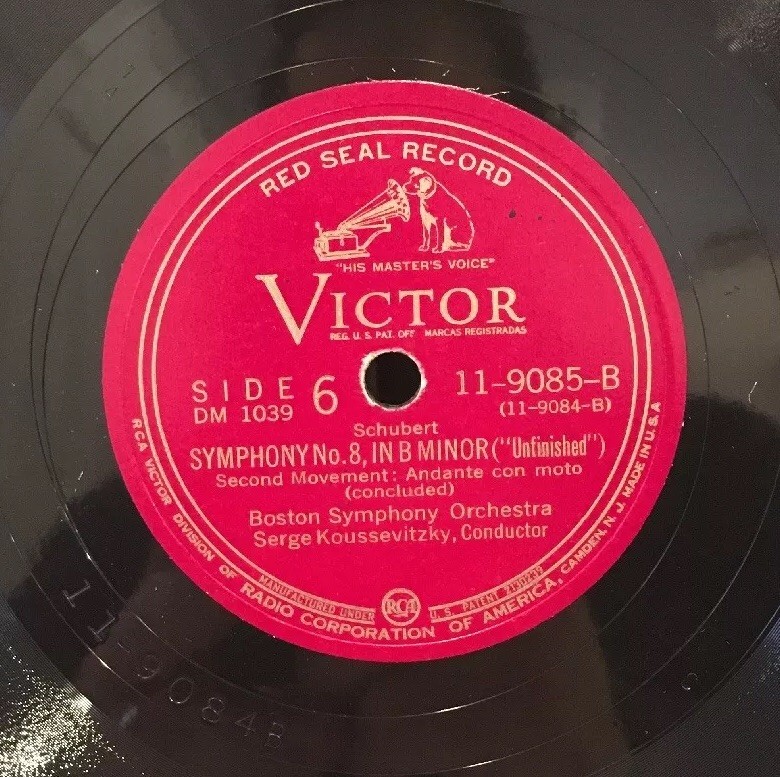 RED SEAL RECORD
"HIS MASTER'S VOICE"
VICTOR
REG. U. S. PAT. OFF. MARCAS REGISTRADAS
SIDE 6
DM 1039
11-9085-B
(11-9084-B)
Schubert
SYMPHONY No. 8, IN B MINOR ("Unfinished")
Second Movement: Andante con moto
(concluded)
Boston Symphony Orchestra
Serge Koussevitzky, Conductor
MANUFACTURED UNDER RCA U. S. PATENT 2130239
RCA VICTOR DIVISION OF RADIO CORPORATION OF AMERICA, CAMDEN, N. J. MADE IN U.S.A
11-9084B